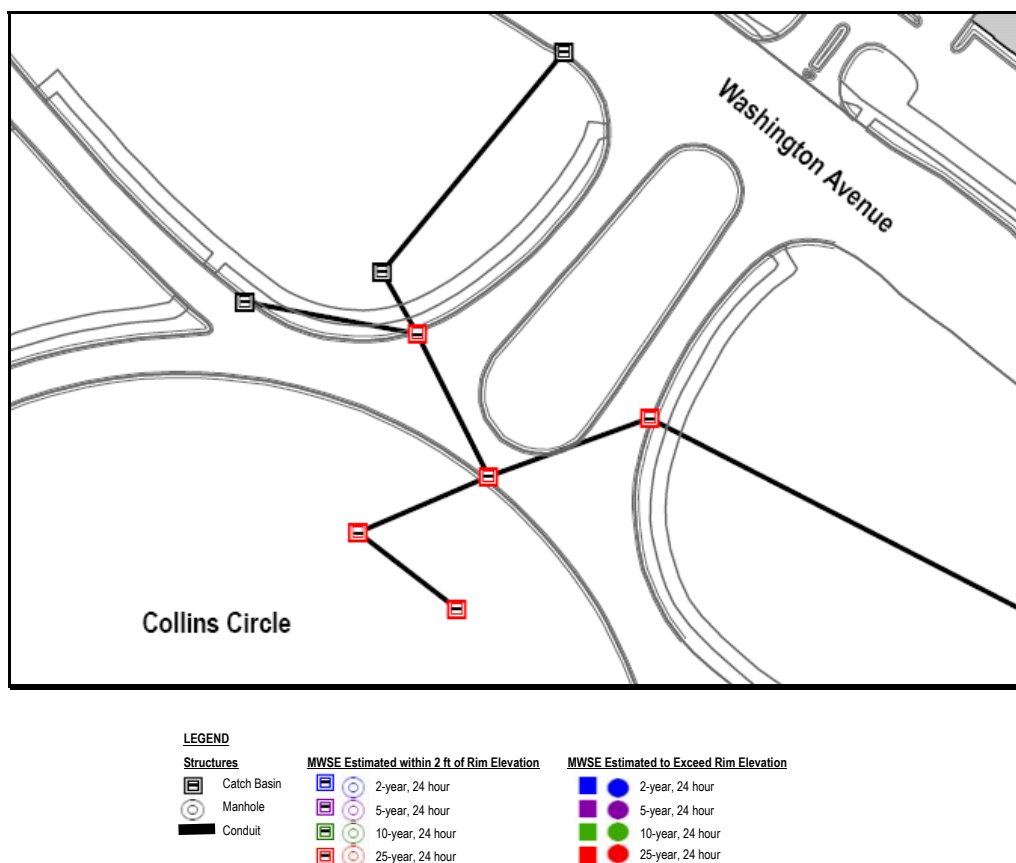 Washington Avenue
Collins Circle
LEGEND
Structures
Catch Basin
Manhole
Conduit
MWSE Estimated within 2 ft of Rim Elevation
2-year, 24 hour
5-year, 24 hour
10-year, 24 hour
25-year, 24 hour
MWSE Estimated to Exceed Rim Elevation
2-year, 24 hour
5-year, 24 hour
10-year, 24 hour
25-year, 24 hour